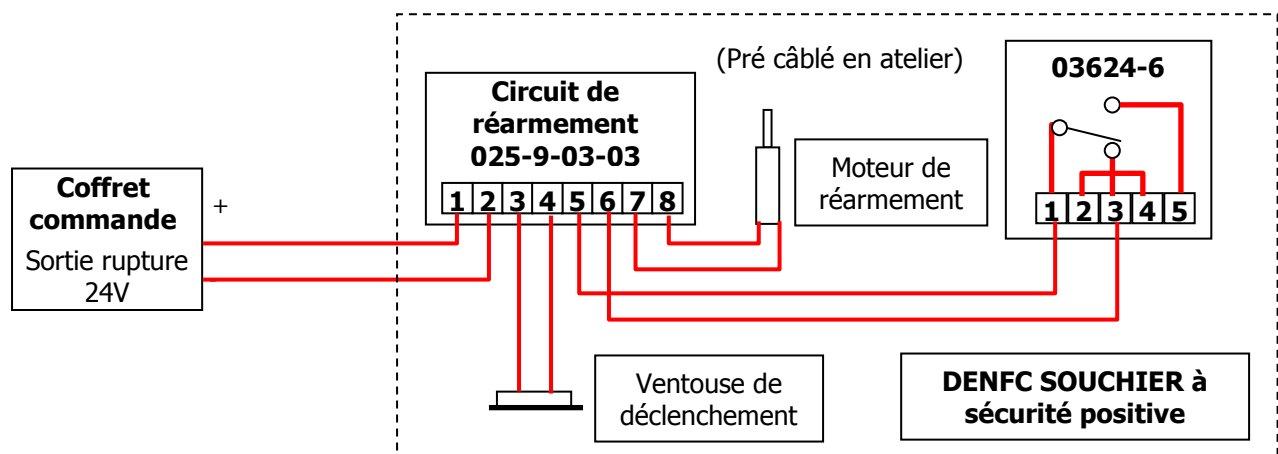 (Pré câblé en atelier)
03624-6
Circuit de
réarmement
025-9-03-03
Moteur de
réarmement
Coffret
commande
Sortie rupture
24V
+
1 2 3 4 5 6 7 8
1 2 3 4 5
Ventouse de
déclenchement
DENFC SOUCHIER à
sécurité positive